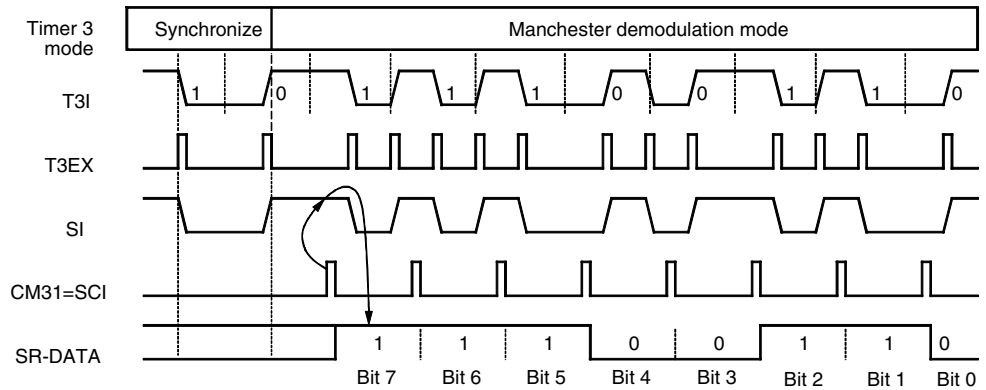 Timer 3 mode Synchronize Manchester demodulation mode
T3I 1 0 1 1 1 0 0 1 1 0
T3EX
SI
CM31=SCI
SR-DATA 1 1 1 0 0 1 1 0
Bit 7 Bit 6 Bit 5 Bit 4 Bit 3 Bit 2 Bit 1 Bit 0